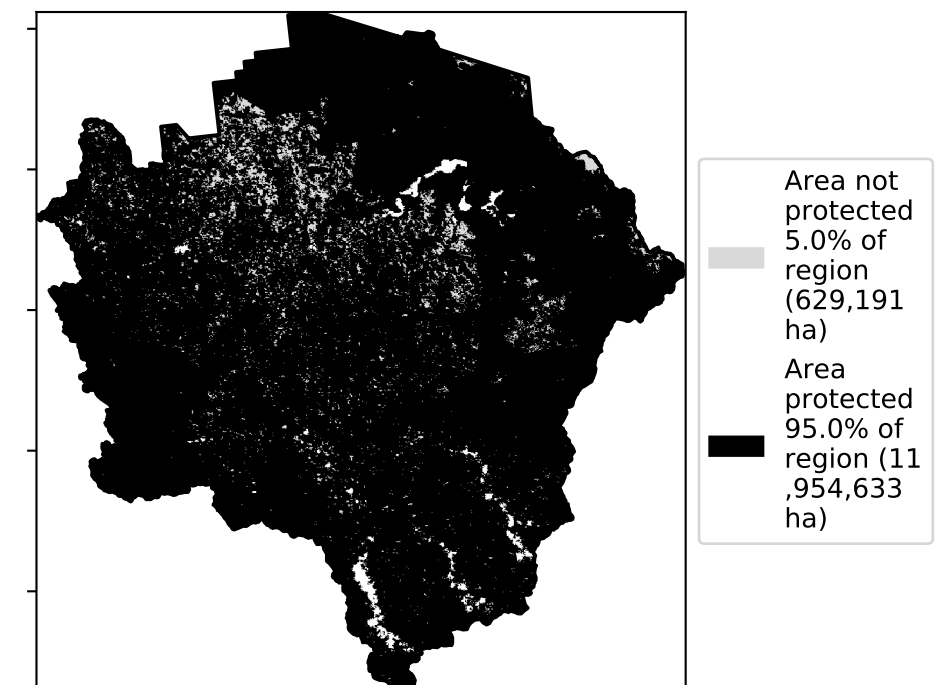 Area not
protected
5.0% of
region
(629,191
ha)
Area
protected
95.0% of
region (11
,954,633
ha)